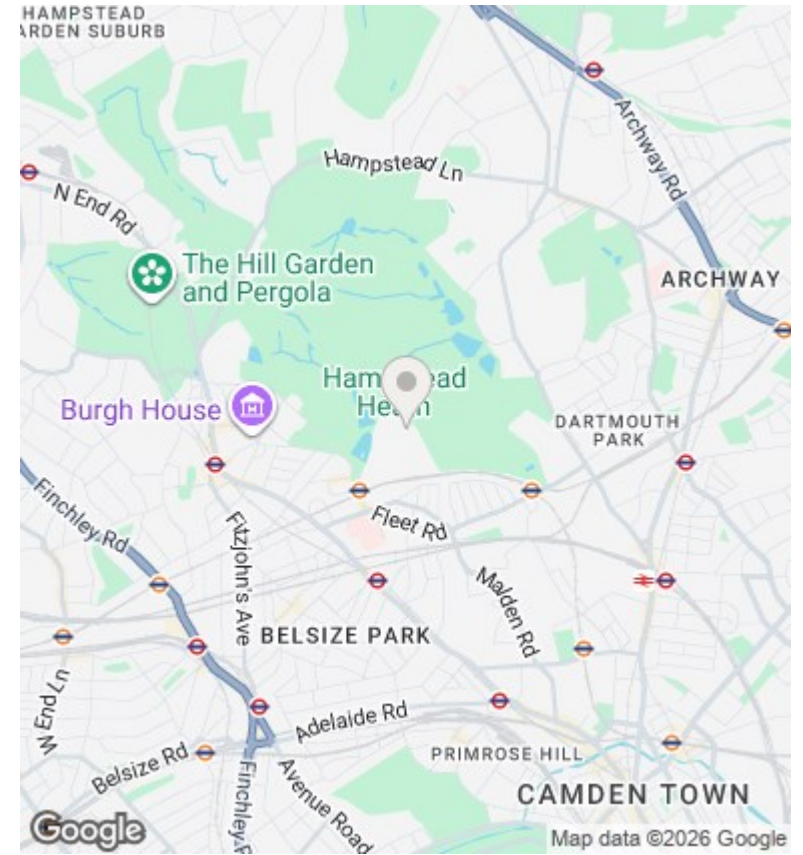 HAMPSTEAD
ARDEN SUBURB
Archway Rd
Hampstead Ln
N End Rd
The Hill Garden
and Pergola
ARCHWAY
Burgh House
DARTMOUTH
PARK
Finchley Rd
Fitzjohn's Ave
Fleet Rd
Malden Rd
BELSIZE PARK
W End Ln
Adelaide Rd
Belsize Rd
Finchley R
Avenue Road
PRIMROSE HILL
CAMDEN TOWN
Google
Map data ©2026 Google